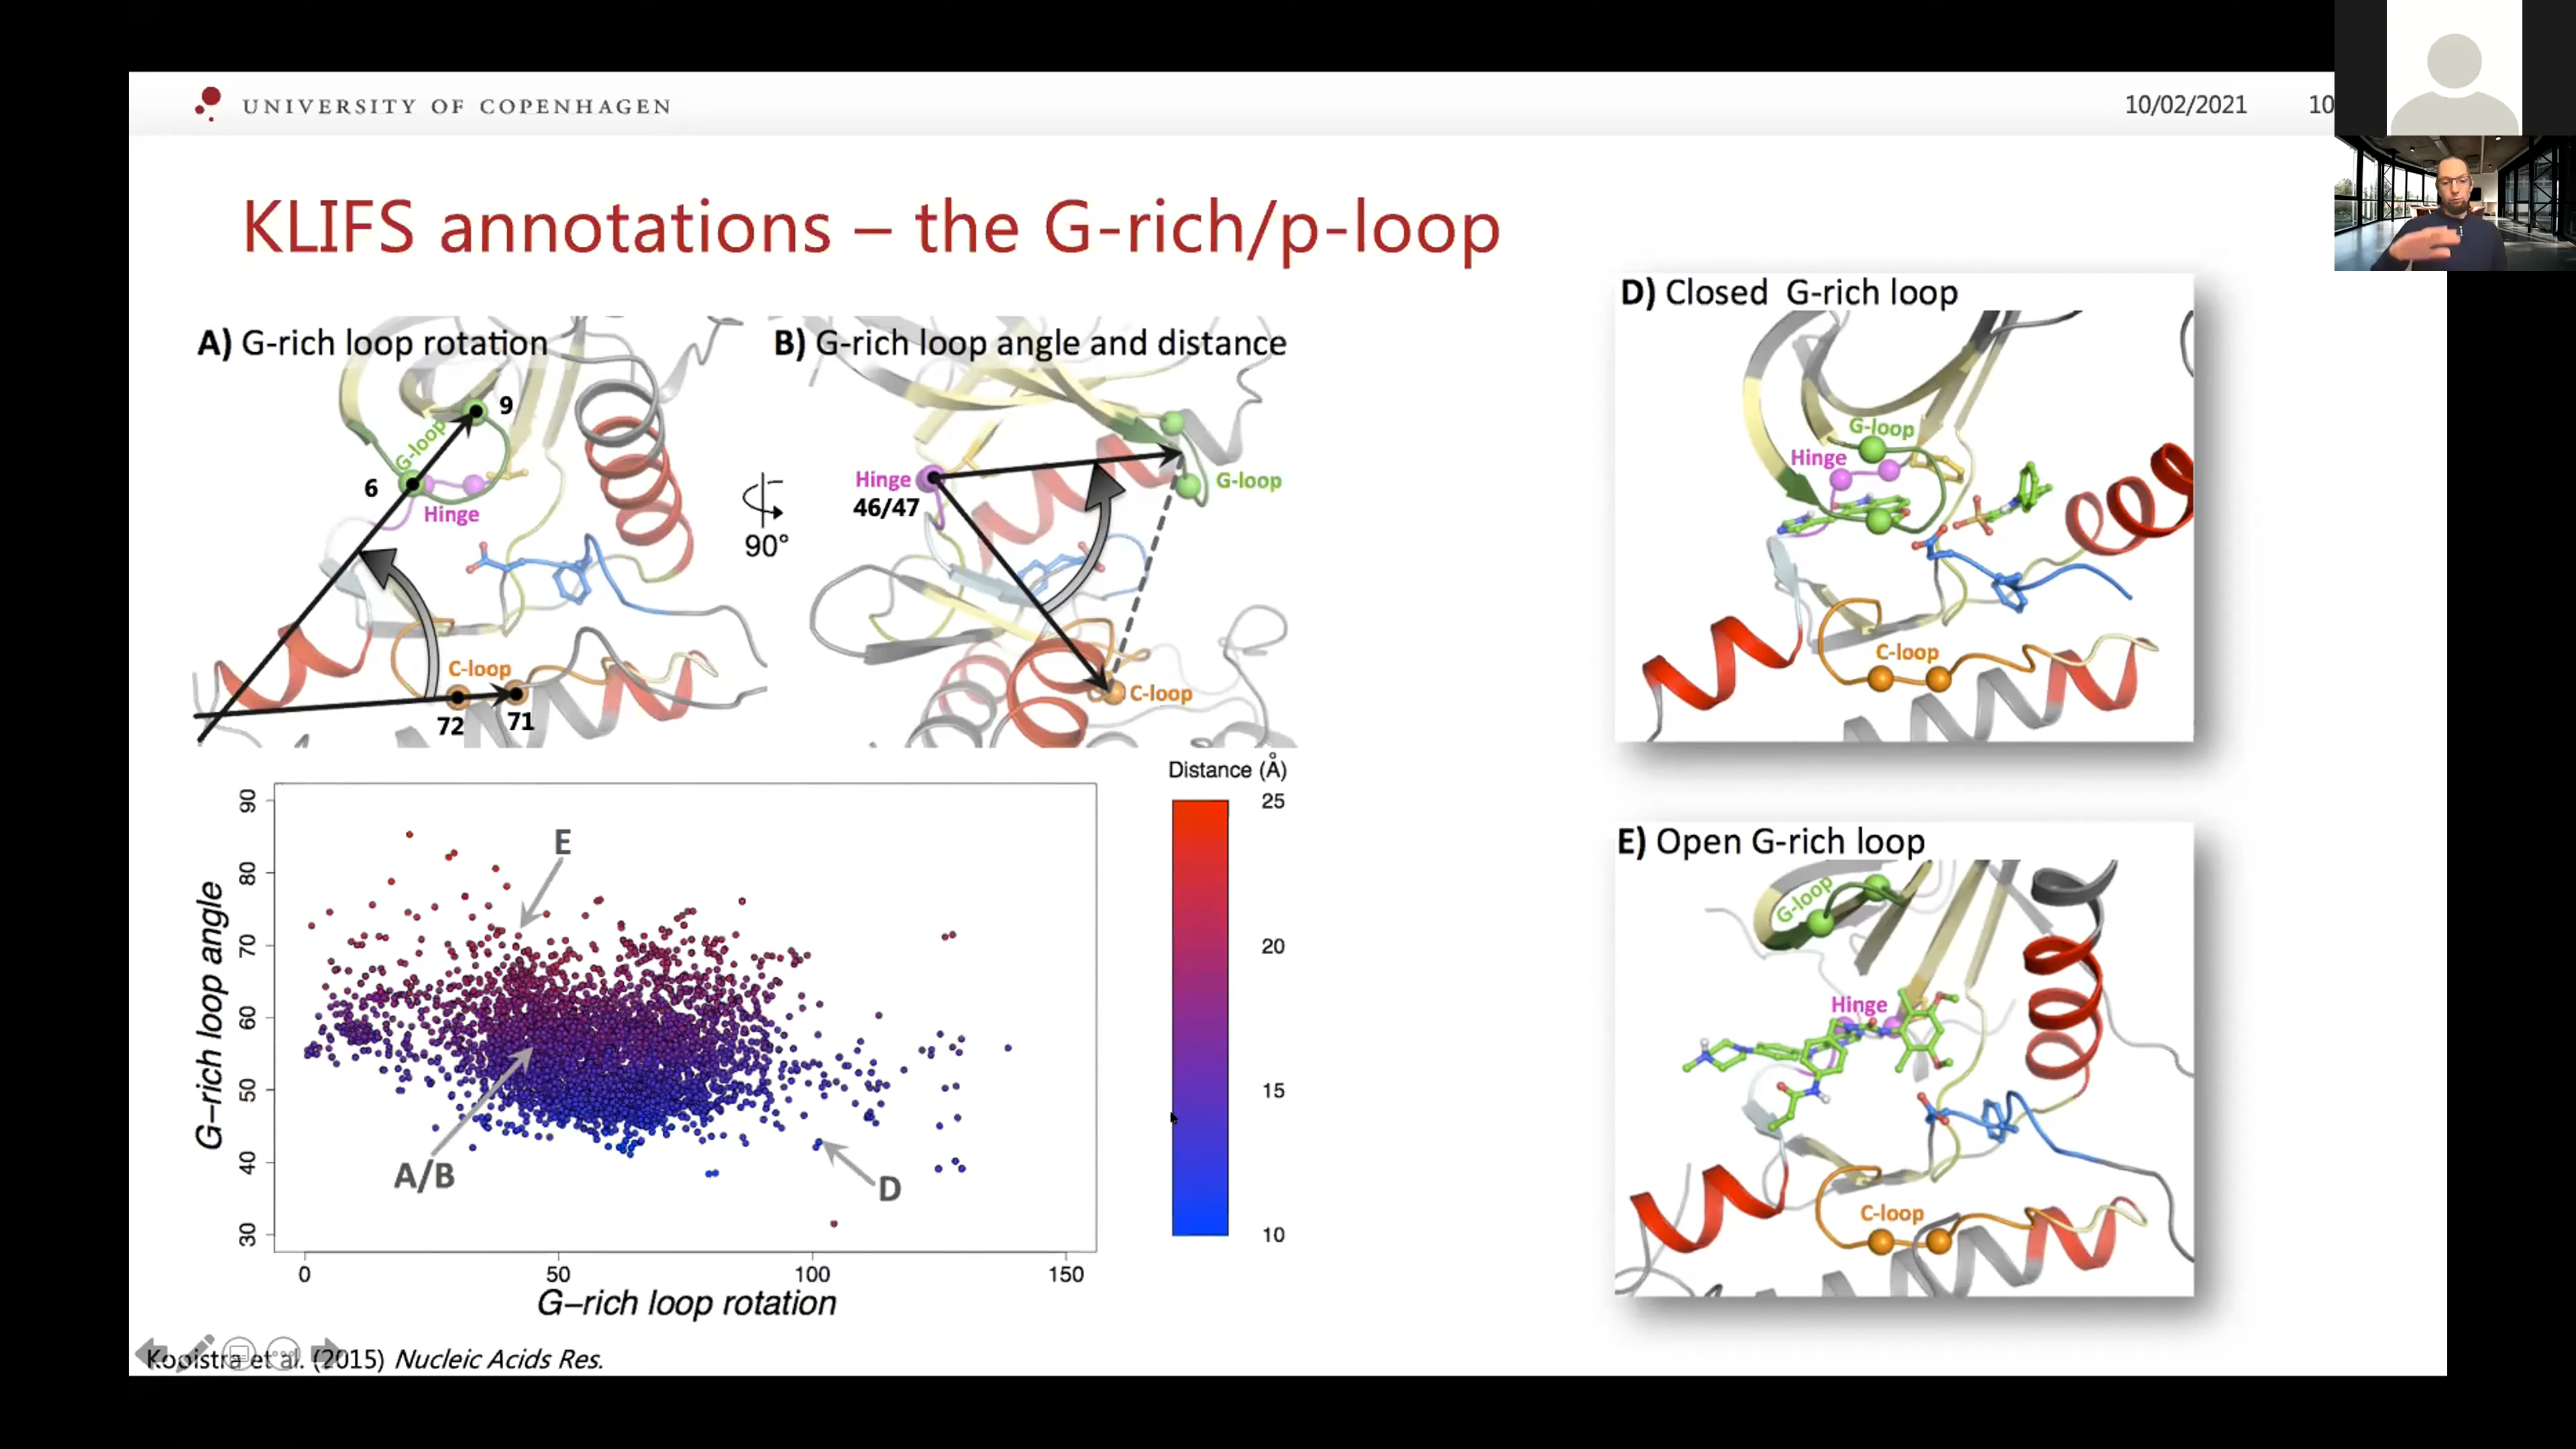 UNIVERSITY OF COPENHAGEN
10/02/2021
10
KLIFS annotations – the G-rich/p-loop
A) G-rich loop rotation
9
G-loop
6
Hinge
C-loop
72
71
90°
B) G-rich loop angle and distance
Hinge
46/47
G-loop
C-loop
D) Closed G-rich loop
G-loop
Hinge
C-loop
E) Open G-rich loop
G-loop
Hinge
C-loop
Distance (Å)
25
20
15
10
G–rich loop angle
90
80
70
60
50
40
30
E
A/B
D
0
50
100
150
G–rich loop rotation
Kooistra et al. (2015) Nucleic Acids Res.